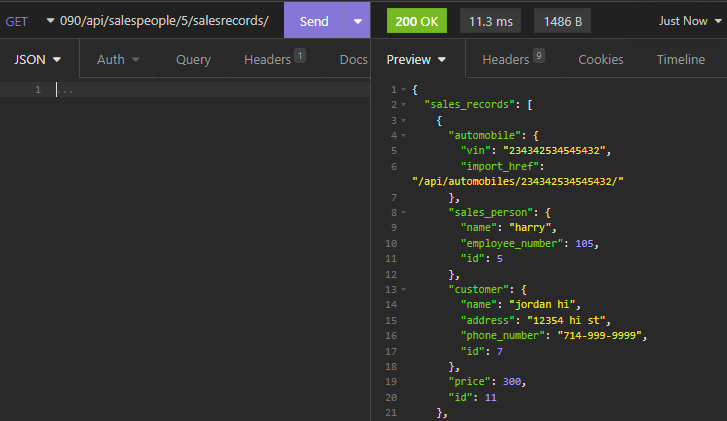 GET 090/api/salespeople/5/salesrecords/ Send 200 OK 11.3 ms 1486 B Just Now
JSON Auth Query Headers 1 Docs Preview Headers 9 Cookies Timeline
1 ...
1 {
2 "sales_records": [
3 {
4 "automobile": {
5 "vin": "234342534545432",
6 "import_href":
"/api/automobiles/234342534545432/"
7 },
8 "sales_person": {
9 "name": "harry",
10 "employee_number": 105,
11 "id": 5
12 },
13 "customer": {
14 "name": "jordan hi",
15 "address": "12354 hi st",
16 "phone_number": "714-999-9999",
17 "id": 7
18 },
19 "price": 300,
20 "id": 11
21 },